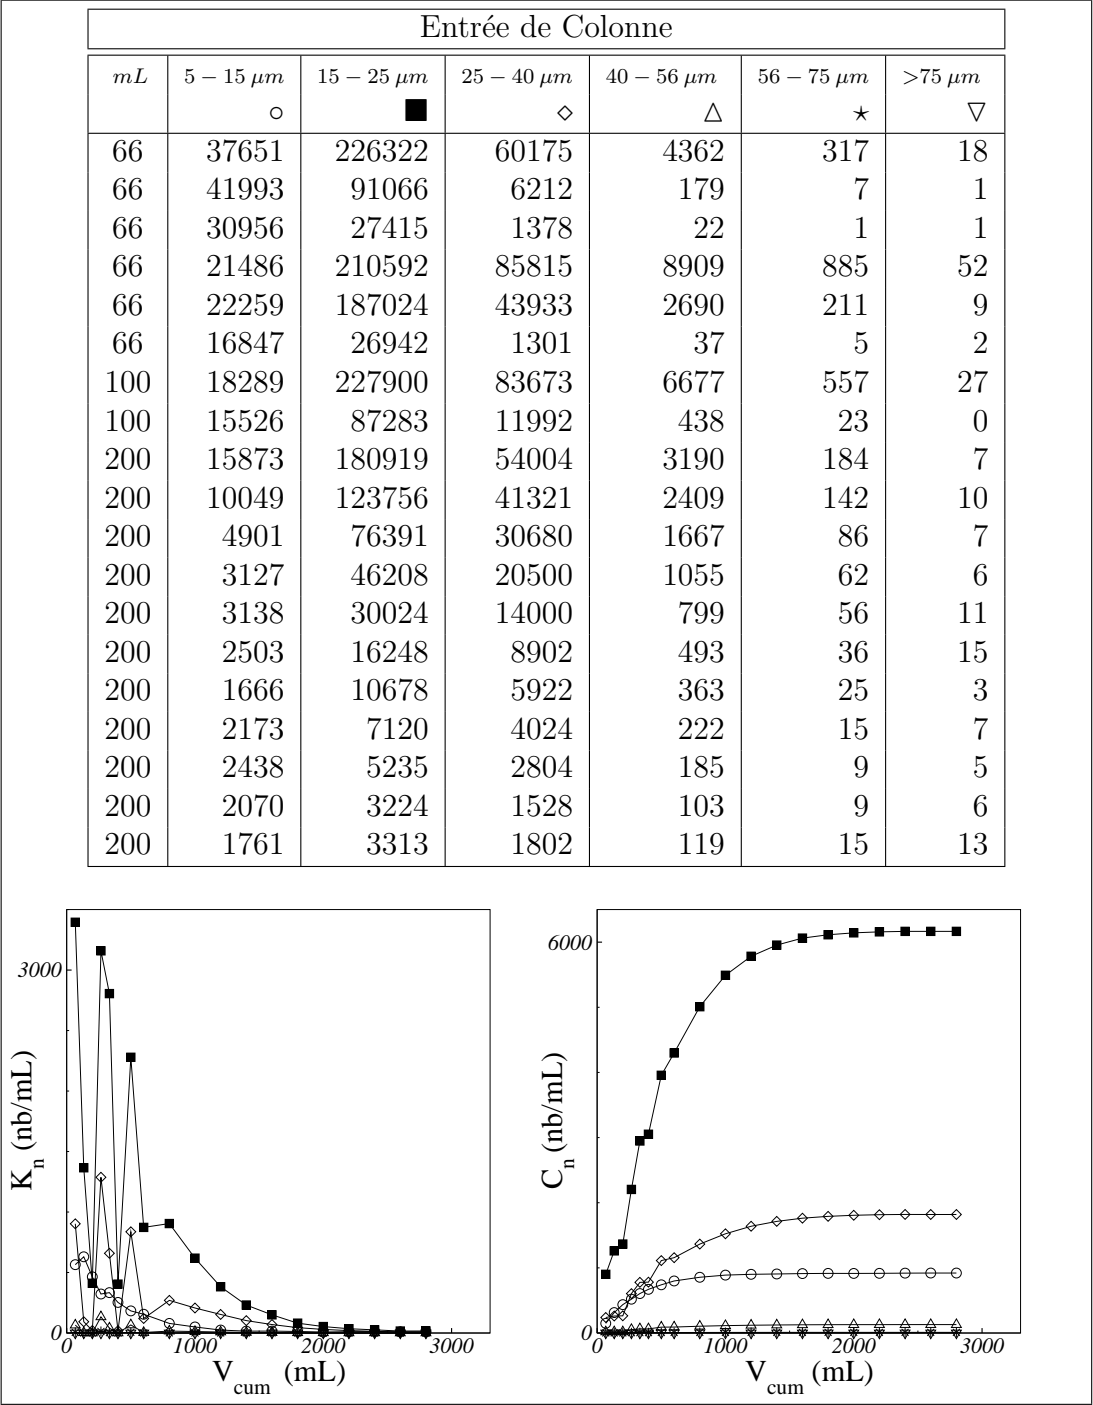 Entrée de Colonne
mL 5 – 15 μm 15 – 25 μm 25 – 40 μm 40 – 56 μm 56 – 75 μm >75 μm
○ ■ ◇ △ ⋆ ▽
66 37651 226322 60175 4362 317 18
66 41993 91066 6212 179 7 1
66 30956 27415 1378 22 1 1
66 21486 210592 85815 8909 885 52
66 22259 187024 43933 2690 211 9
66 16847 26942 1301 37 5 2
100 18289 227900 83673 6677 557 27
100 15526 87283 11992 438 23 0
200 15873 180919 54004 3190 184 7
200 10049 123756 41321 2409 142 10
200 4901 76391 30680 1667 86 7
200 3127 46208 20500 1055 62 6
200 3138 30024 14000 799 56 11
200 2503 16248 8902 493 36 15
200 1666 10678 5922 363 25 3
200 2173 7120 4024 222 15 7
200 2438 5235 2804 185 9 5
200 2070 3224 1528 103 9 6
200 1761 3313 1802 119 15 13
3000
0
K_n (nb/mL)
0 1000 2000 3000
V_cum (mL)
6000
0
C_n (nb/mL)
0 1000 2000 3000
V_cum (mL)